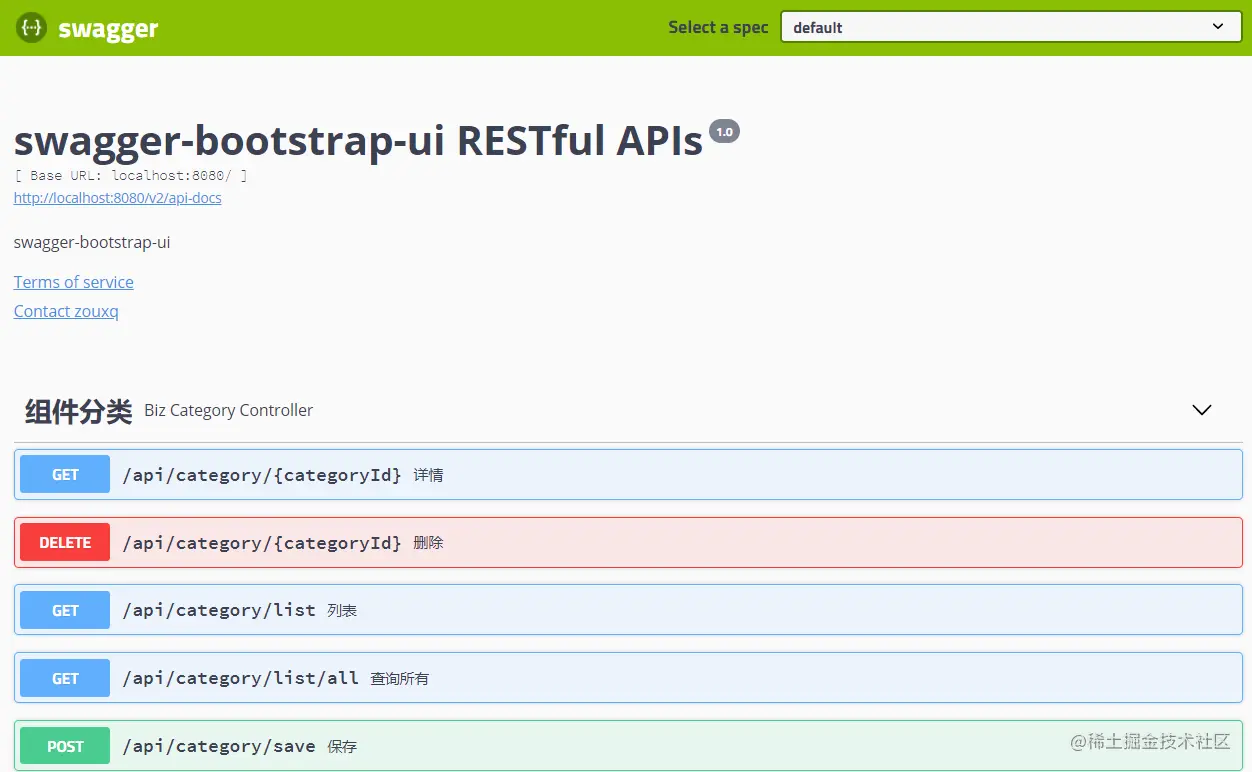 swagger
Select a spec default
swagger-bootstrap-ui RESTful APIs 1.0
[ Base URL: localhost:8080/ ]
http://localhost:8080/v2/api-docs
swagger-bootstrap-ui
Terms of service
Contact zouxq
组件分类 Biz Category Controller
GET /api/category/{categoryId} 详情
DELETE /api/category/{categoryId} 删除
GET /api/category/list 列表
GET /api/category/list/all 查询所有
POST /api/category/save 保存
@稀土掘金技术社区